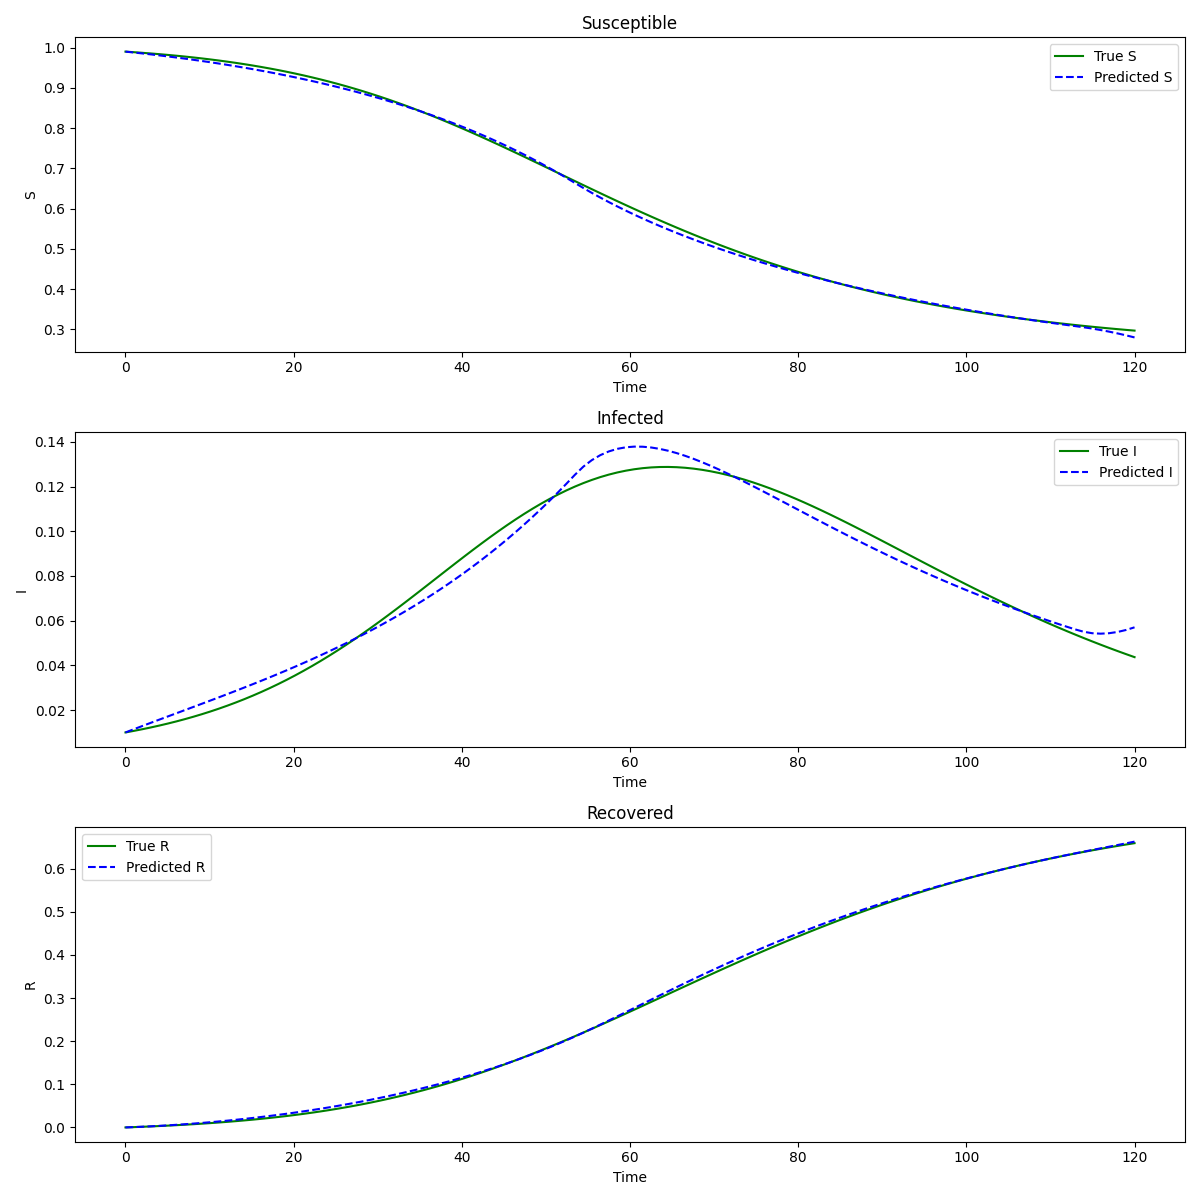 Susceptible
True S
Predicted S
1.0
0.9
0.8
0.7
0.6
0.5
0.4
0.3
S
0 20 40 60 80 100 120
Time
Infected
True I
Predicted I
0.14
0.12
0.10
0.08
0.06
0.04
0.02
I
0 20 40 60 80 100 120
Time
Recovered
True R
Predicted R
0.6
0.5
0.4
0.3
0.2
0.1
0.0
R
0 20 40 60 80 100 120
Time